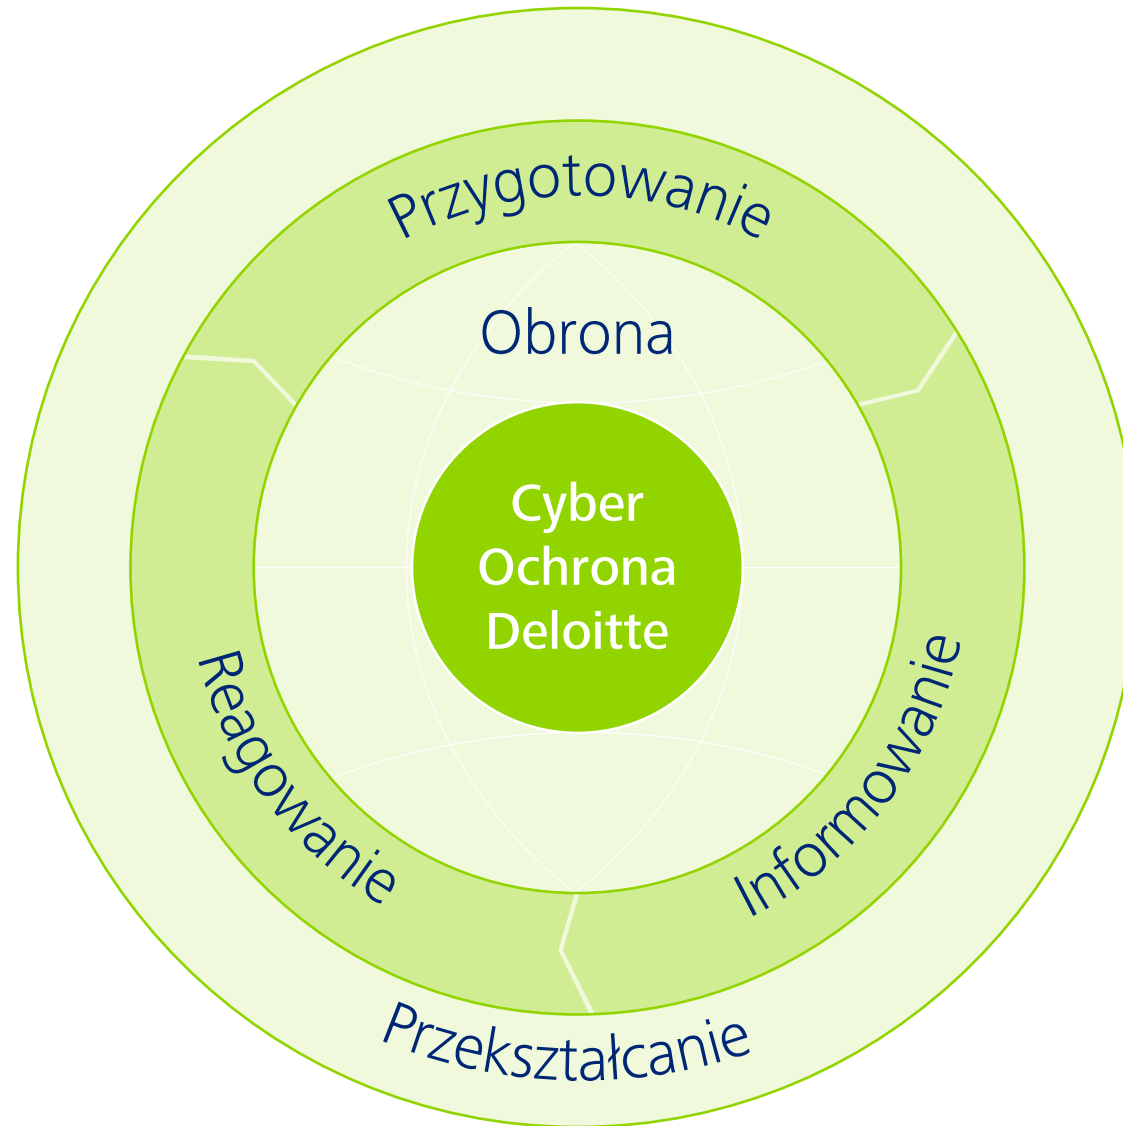 Przygotowanie
Obrona
Cyber
Ochrona
Deloitte
Reagowanie
Informowanie
Przekształcanie